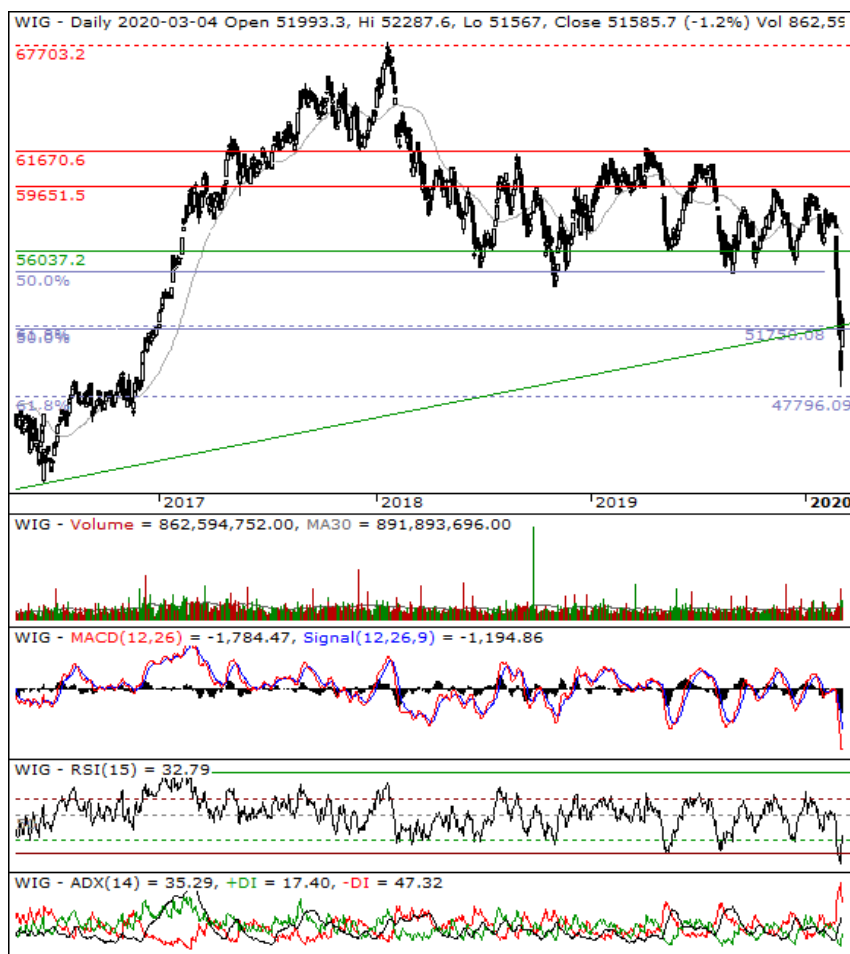 WIG - Daily 2020-03-04 Open 51993.3, Hi 52287.6, Lo 51567, Close 51585.7 (-1.2%) Vol 862,59
67703.2
61670.6
59651.5
56037.2
50.0%
61.8%
50.0%
51750.08
61.8%
47796.09
2017 2018 2019 2020
WIG - Volume = 862,594,752.00, MA30 = 891,893,696.00
WIG - MACD(12,26) = -1,784.47, Signal(12,26,9) = -1,194.86
WIG - RSI(15) = 32.79
WIG - ADX(14) = 35.29, +DI = 17.40, -DI = 47.32